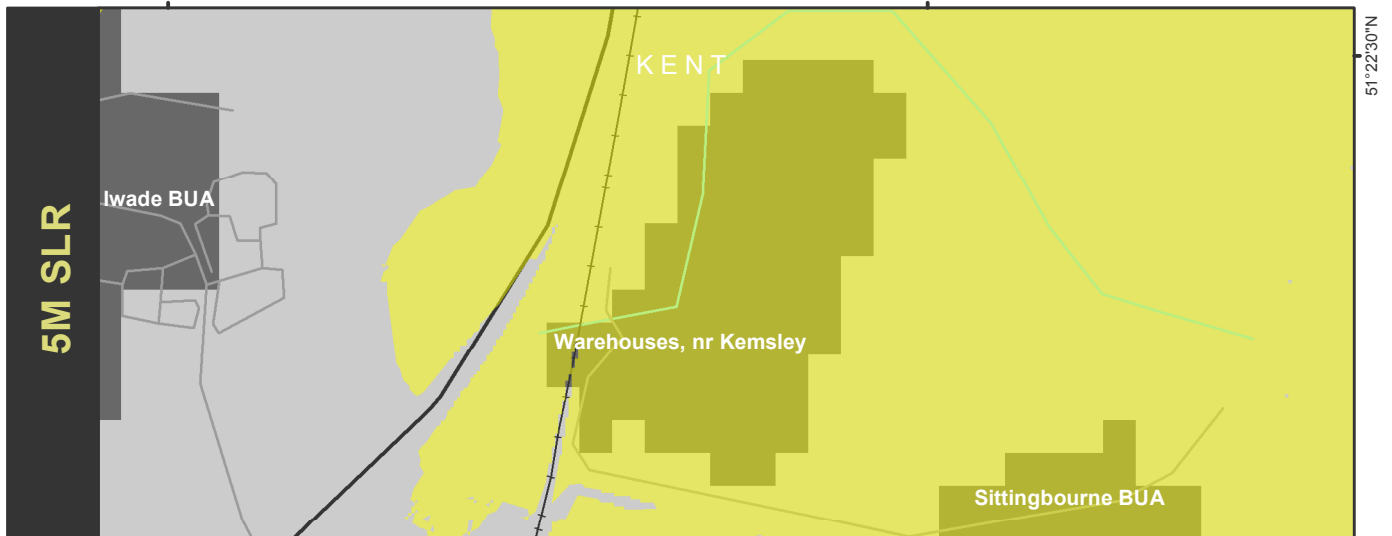 5M SLR
KENT
51°22'30"N
Iwade BUA
Warehouses, nr Kemsley
Sittingbourne BUA